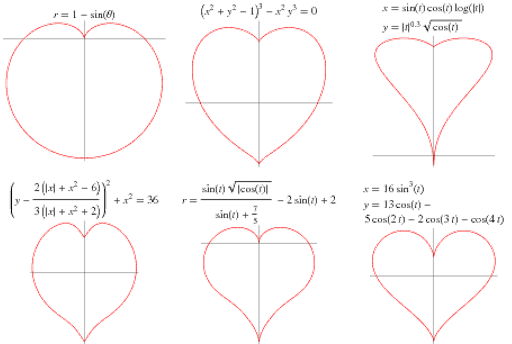 r = 1 − sin(θ)
(x² + y² − 1)³ − x² y³ = 0
x = sin(t) cos(t) log(|t|)
y = |t|^0.3 √cos(t)
(y − 2(|x| + x² − 6) / 3(|x| + x² + 2))² + x² = 36
r = sin(t) √|cos(t)| / (sin(t) + 7/5) − 2 sin(t) + 2
x = 16 sin³(t)
y = 13 cos(t) −
5 cos(2 t) − 2 cos(3 t) − cos(4 t)